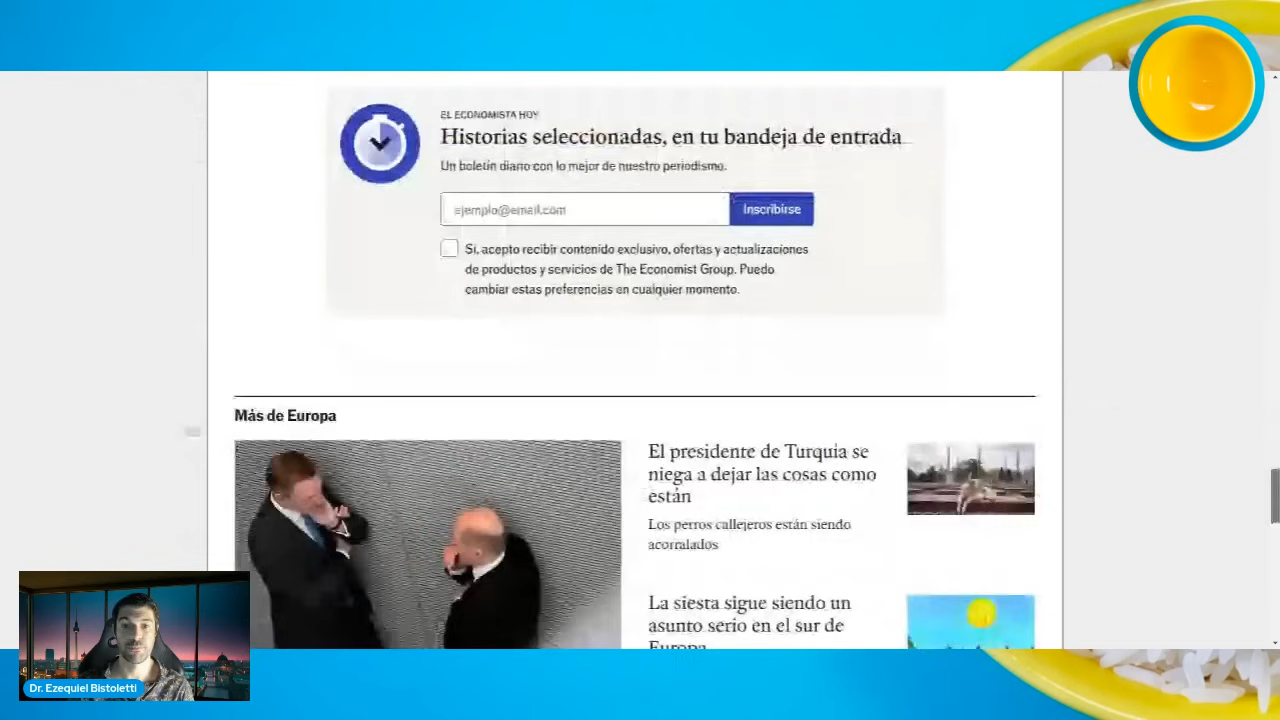 EL ECONOMISTA HOY
Historias seleccionadas, en tu bandeja de entrada
Un boletín diario con lo mejor de nuestro periodismo.
ejemplo@email.com
Inscribirse
Sí, acepto recibir contenido exclusivo, ofertas y actualizaciones
de productos y servicios de The Economist Group. Puedo
cambiar estas preferencias en cualquier momento.
Más de Europa
El presidente de Turquia se
niega a dejar las cosas como
están
Los perros callejeros están siendo
acorralados
La siesta sigue siendo un
asunto serio en el sur de
Europa
Dr. Ezequiel Bistoletti